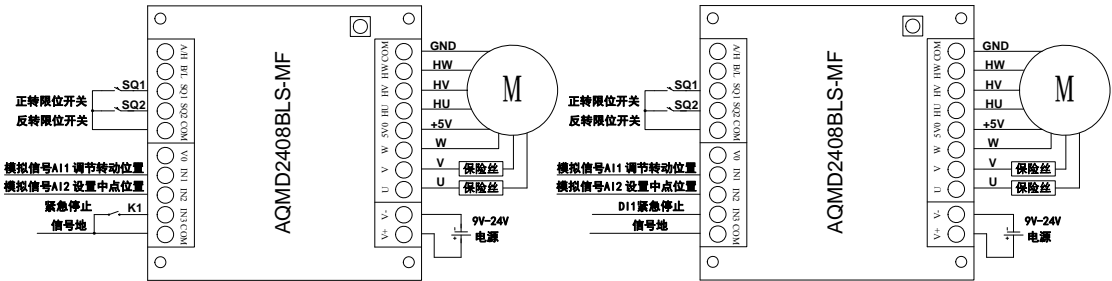 AQMD2408BLS-MF
A/H
B/L
SQ1
SQ2
COM
V0
IN1
IN2
IN3
COM
SQ1
正转限位开关
SQ2
反转限位开关
模拟信号AI1 调节转动位置
模拟信号AI2 设置中点位置
紧急停止
K1
信号地
COM
HW
HV
HU
5V0
W
V
U
V-
V+
GND
HW
HV
HU
+5V
W
V
保险丝
U
保险丝
M
9V-24V
电源
AQMD2408BLS-MF
A/H
B/L
SQ1
SQ2
COM
V0
IN1
IN2
IN3
COM
SQ1
正转限位开关
SQ2
反转限位开关
模拟信号AI1 调节转动位置
模拟信号AI2 设置中点位置
DI1紧急停止
信号地
COM
HW
HV
HU
5V0
W
V
U
V-
V+
GND
HW
HV
HU
+5V
W
V
保险丝
U
保险丝
M
9V-24V
电源